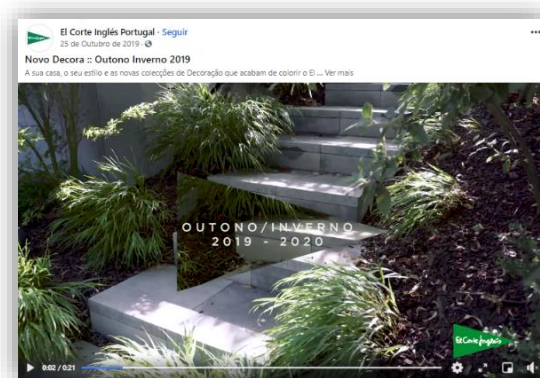 El Corte Inglés Portugal · Seguir
25 de Outubro de 2019 ·
Novo Decora :: Outono Inverno 2019
A sua casa, o seu estilo e as novas colecções de Decoração que acabam de colorir o El ... Ver mais
OUTONO/INVERNO
2019 - 2020
El Corte Inglés
0:02 / 0:21